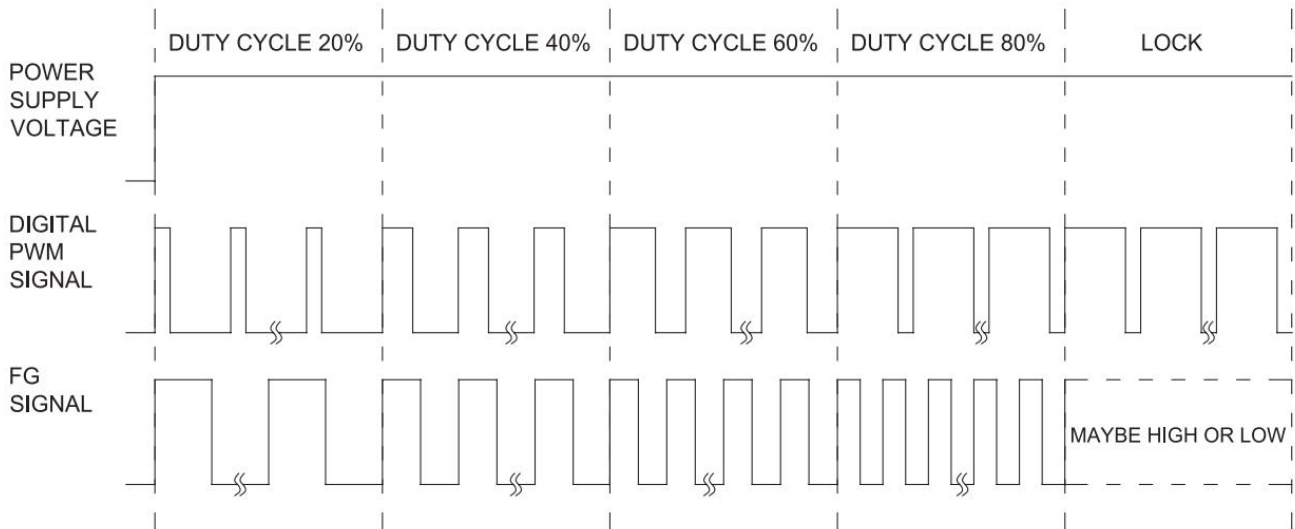 DUTY CYCLE 20%
DUTY CYCLE 40%
DUTY CYCLE 60%
DUTY CYCLE 80%
LOCK
POWER
SUPPLY
VOLTAGE
DIGITAL
PWM
SIGNAL
FG
SIGNAL
MAYBE HIGH OR LOW